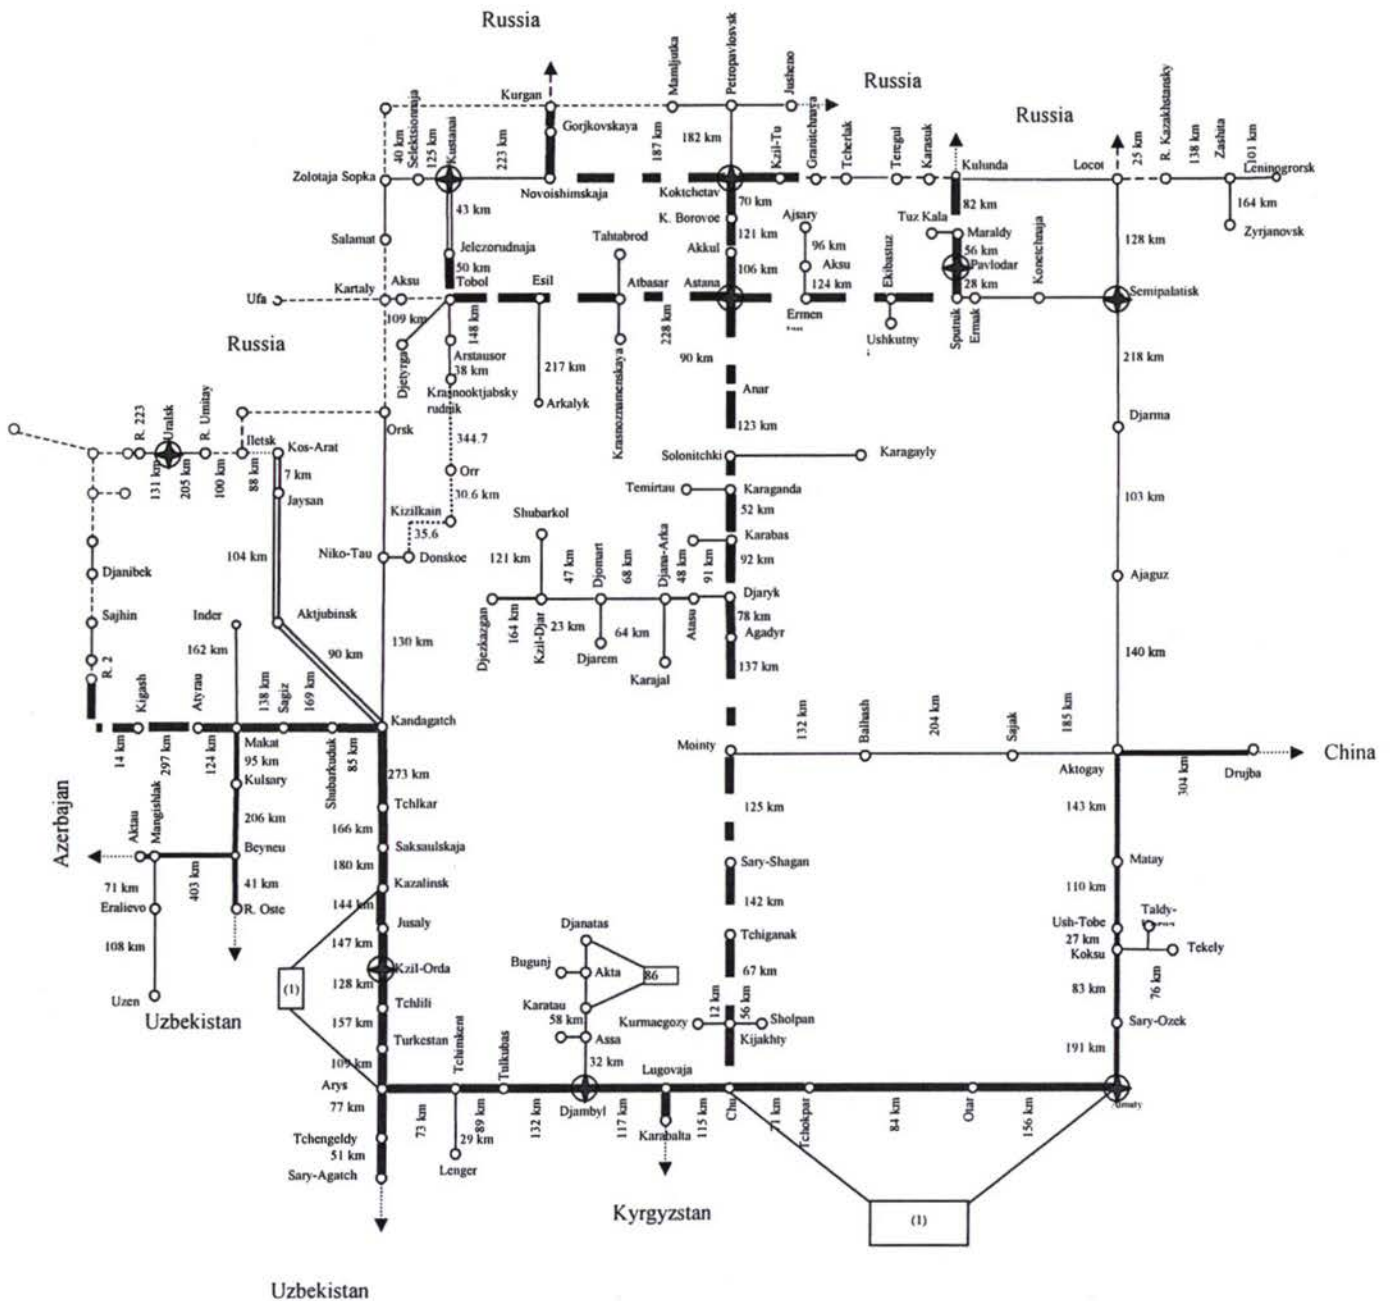 Russia
Russia
Russia
Kurgan
Mamljutka
Petropavlosvsk
Jusheno
Gorjkovskaya
40 km
Selektsionnaja
125 km
Kustanai
223 km
187 km
182 km
Kzil-Tu
Granitchnaya
Tcherlak
Teregul
Karasuk
Kulunda
Locot
25 km
R. Kazakhstansky
138 km
Zashita
101 km
Leninogrorsk
Zolotaja Sopka
Novoishimskaja
Koktchetav
43 km
70 km
82 km
164 km
K. Borovoe
Ajsary
Tuz Kala
Maraldy
Zyrjanovsk
Salamat
Jelezorudnaja
Tahtabrod
121 km
Akkul
96 km
Aksu
Ekibastuz
56 km
Pavlodar
Konetchnaja
128 km
50 km
106 km
124 km
28 km
Ufa
Kartaly
Aksu
Tobol
Esil
Atbasar
Astana
Ermen
Semipalatisk
109 km
148 km
228 km
Ushkutny
Sputnuk
Ermak
Russia
Djetyrga
Arstausor
38 km
217 km
Krasnoznamenskaya
90 km
218 km
Krasnooktjabsky
rudnik
Arkalyk
Anar
Djarma
R. 223
Uralsk
R. Umitay
Iletsk
Kos-Arat
Orsk
123 km
131 km
205 km
100 km
88 km
7 km
344.7
Solonitchki
Karagayly
Jaysan
Orr
Temirtau
Karaganda
30.6 km
52 km
103 km
Kizilkain
Shubarkol
35.6
Karabas
104 km
Niko-Tau
Donskoe
121 km
47 km
Djomart
68 km
Djana-Arka
48 km
91 km
92 km
Djanibek
Ajaguz
Djaryk
Sajhin
Inder
Aktjubinsk
78 km
Djezkazgan
164 km
Kzil-Djar
23 km
64 km
Atasu
Agadyr
162 km
90 km
130 km
Djarem
137 km
140 km
R. 2
Karajal
Kigash
Atyrau
138 km
Sagiz
169 km
Kandagatch
132 km
Balhash
204 km
Sajak
185 km
14 km
297 km
124 km
Makat
95 km
Shubarkuduk
85 km
Mointy
Aktogay
304 km
Drujba
China
Kulsary
273 km
125 km
143 km
Azerbajan
Aktau
Mangishlak
206 km
Tchlkar
166 km
Beyneu
Saksaulskaja
Sary-Shagan
Matay
71 km
403 km
41 km
180 km
142 km
110 km
Kazalinsk
Eralievo
R. Oste
144 km
Jusaly
Djanatas
Tchiganak
Ush-Tobe
Taldy-
108 km
147 km
27 km
Koksu
Tekely
Bugunj
Akta
86
67 km
76 km
Kzil-Orda
(1)
128 km
83 km
Uzen
Tchlili
Karatau
12 km
56 km
Uzbekistan
157 km
58 km
Kurmaegozy
Sholpan
Sary-Ozek
Turkestan
Tchimkent
Tulkubas
Assa
Kijakhty
109 km
32 km
Lugovaja
191 km
Arys
77 km
73 km
89 km
132 km
Djambyl
117 km
115 km
Chu
71 km
Tchokpar
84 km
Otar
156 km
Karabalta
Tchengeldy
29 km
51 km
Lenger
Sary-Agatch
Kyrgyzstan
(1)
Uzbekistan